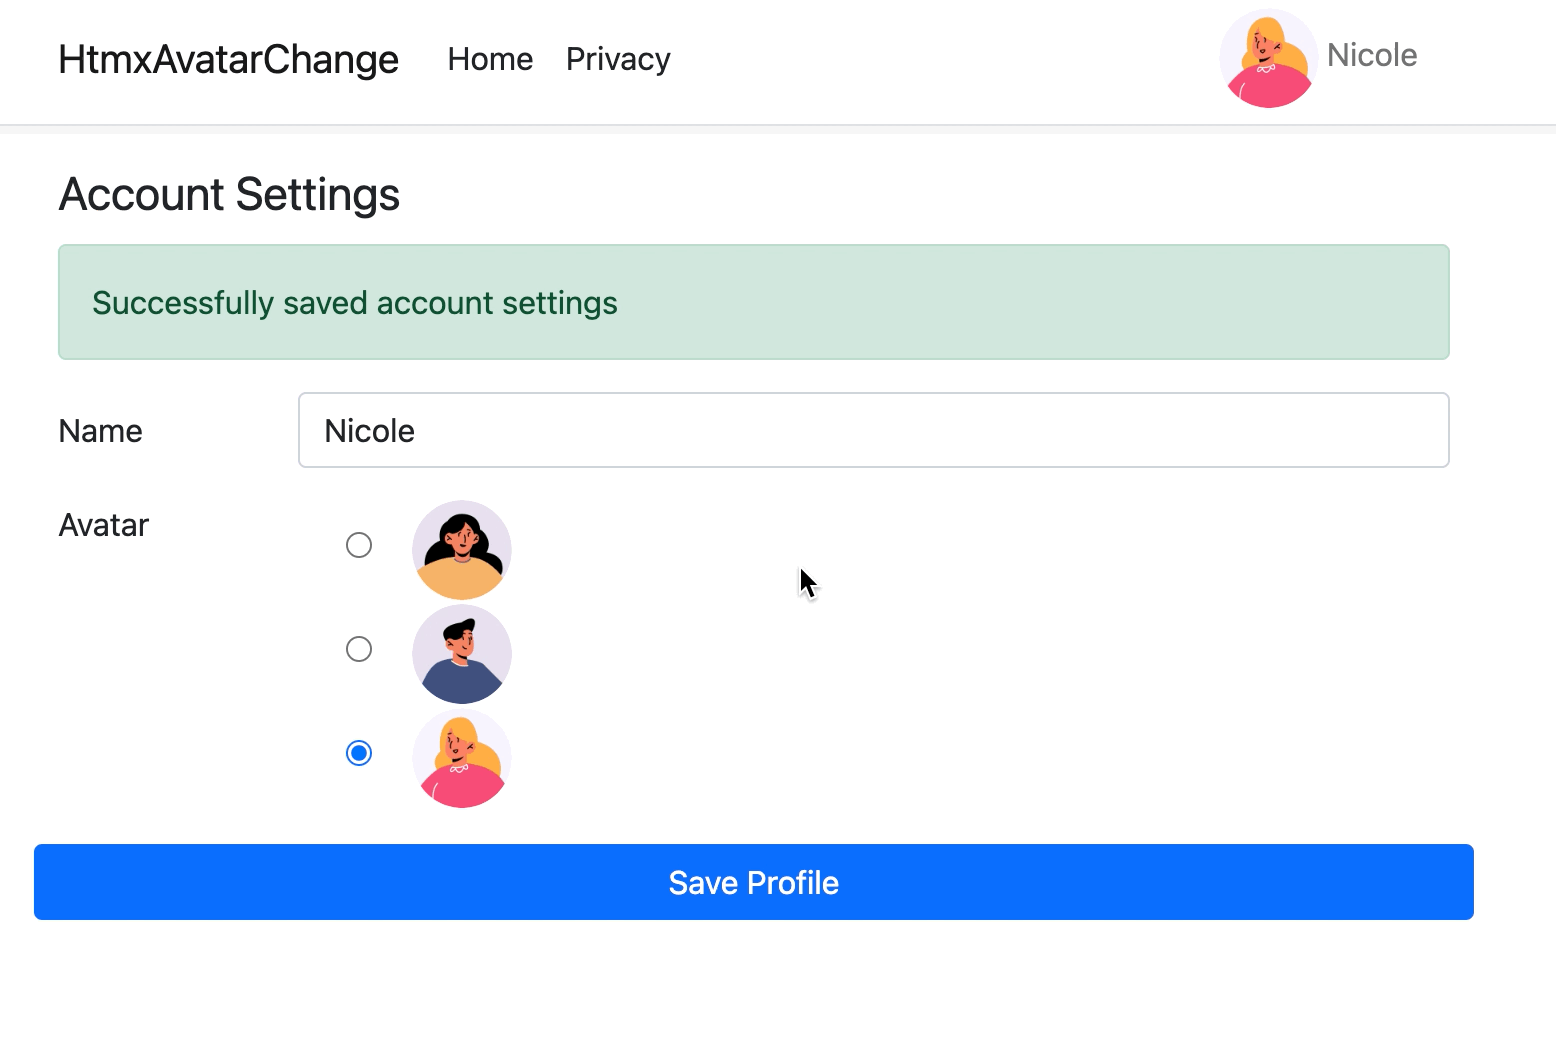 HtmxAvatarChange Home Privacy Nicole
Account Settings
Successfully saved account settings
Name Nicole
Avatar
Save Profile